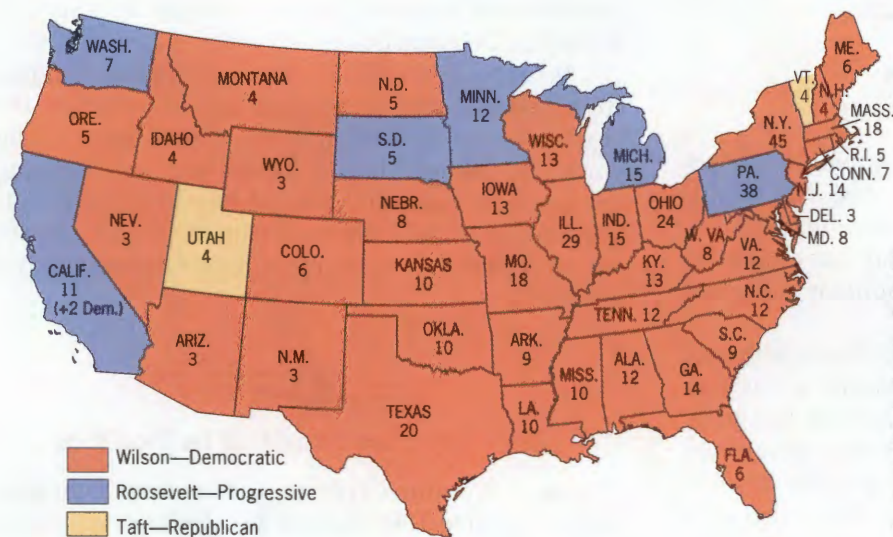 WASH.
7
ORE.
5
CALIF.
11
(+2 Dem.)
NEV.
3
IDAHO
4
MONTANA
4
WYO.
3
UTAH
4
COLO.
6
ARIZ.
3
N.M.
3
N.D.
5
S.D.
5
NEBR.
8
KANSAS
10
OKLA.
10
TEXAS
20
MINN.
12
IOWA
13
MO.
18
ARK.
9
LA.
10
WISC.
13
ILL.
29
MICH.
15
IND.
15
OHIO
24
KY.
13
TENN. 12
MISS.
10
ALA.
12
GA.
14
FLA.
6
S.C.
9
N.C.
12
VA.
12
W. VA.
8
PA.
38
N.Y.
45
VT.
4
N.H.
4
ME.
6
MASS.
18
R.I. 5
CONN. 7
N.J. 14
DEL. 3
MD. 8
Wilson—Democratic
Roosevelt—Progressive
Taft—Republican